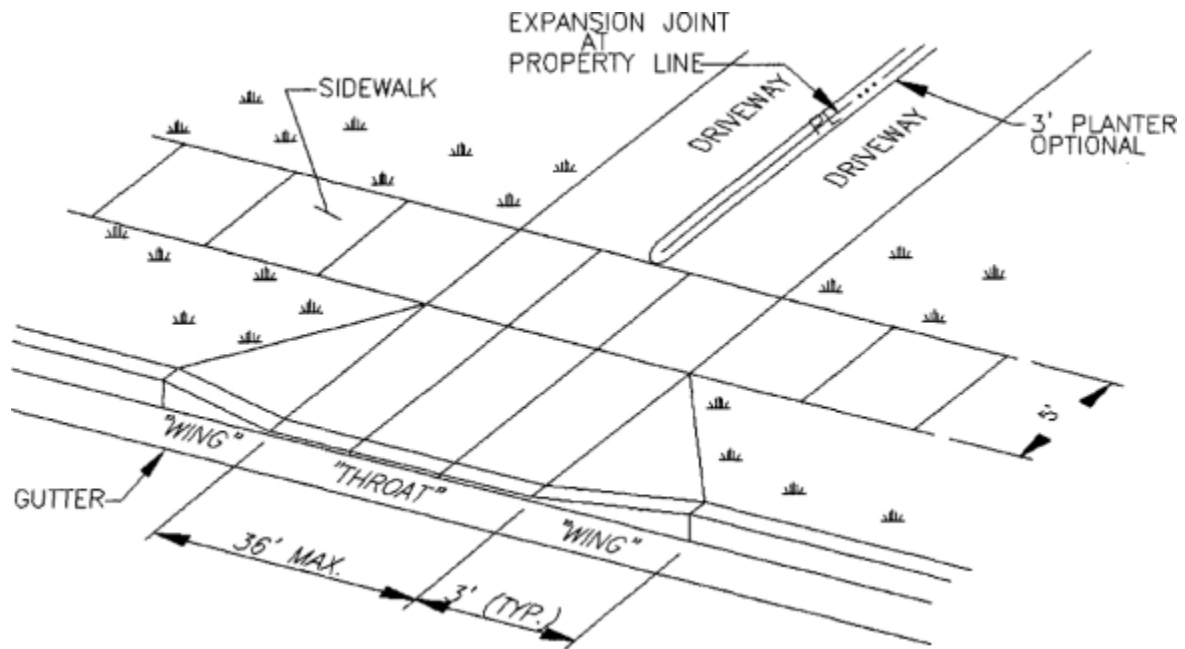 EXPANSION JOINT
AT
PROPERTY LINE
SIDEWALK
DRIVEWAY
PL
DRIVEWAY
3' PLANTER
OPTIONAL
5'
"WING"
"THROAT"
"WING"
GUTTER
36' MAX.
3' (TYP.)